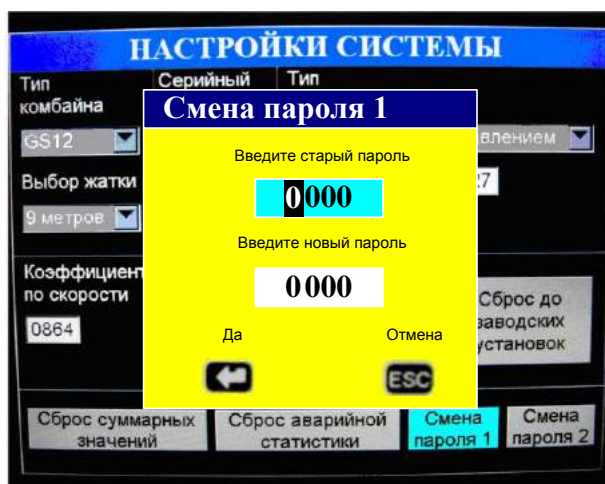 НАСТРОЙКИ СИСТЕМЫ
Тип
комбайна
Серийный
Тип
GS12
Выбор жатки
9 метров
27
Смена пароля 1
Введите старый пароль
0000
Введите новый пароль
0000
Да
Отмена
ESC
Коэффициент
по скорости
0864
Сброс до
заводских
установок
Сброс суммарных
значений
Сброс аварийной
статистики
Смена
пароля 1
Смена
пароля 2